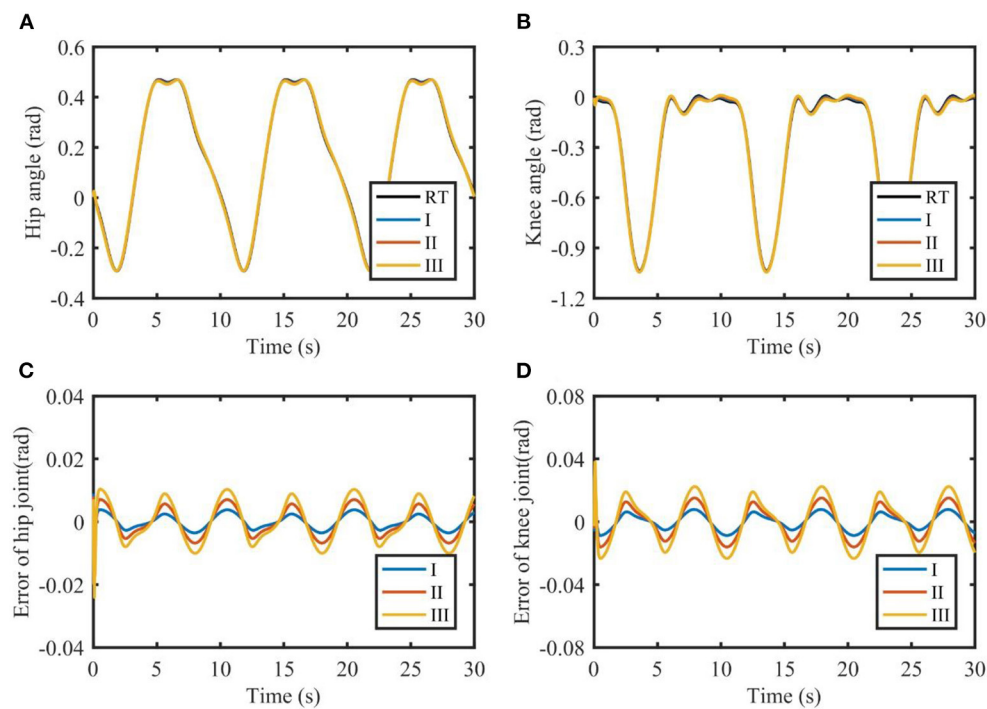 A
Hip angle (rad)
0.6
0.4
0.2
0
-0.2
-0.4
RT
I
II
III
0 5 10 15 20 25 30
Time (s)
B
Knee angle (rad)
0.3
0
-0.3
-0.6
-0.9
-1.2
RT
I
II
III
0 5 10 15 20 25 30
Time (s)
C
Error of hip joint(rad)
0.04
0.02
0
-0.02
-0.04
I
II
III
0 5 10 15 20 25 30
Time (s)
D
Error of knee joint(rad)
0.08
0.04
0
-0.04
-0.08
I
II
III
0 5 10 15 20 25 30
Time (s)